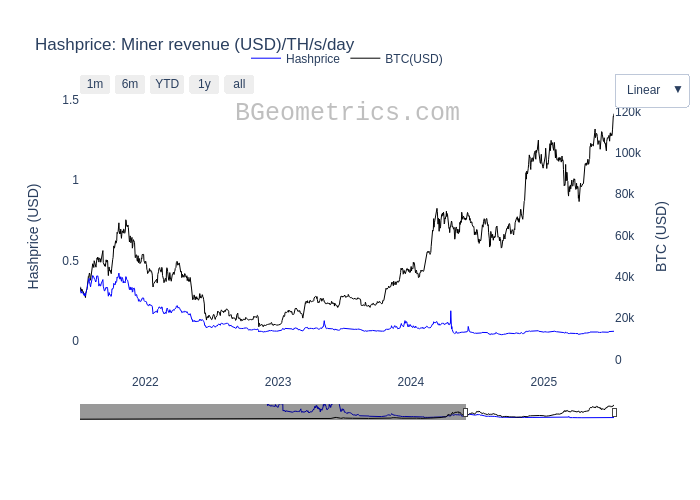 Hashprice: Miner revenue (USD)/TH/s/day
Hashprice BTC(USD)
1m 6m YTD 1y all
Linear ▼
BGeometrics.com
1.5
1
0.5
0
Hashprice (USD)
120k
100k
80k
60k
40k
20k
0
BTC (USD)
2022 2023 2024 2025